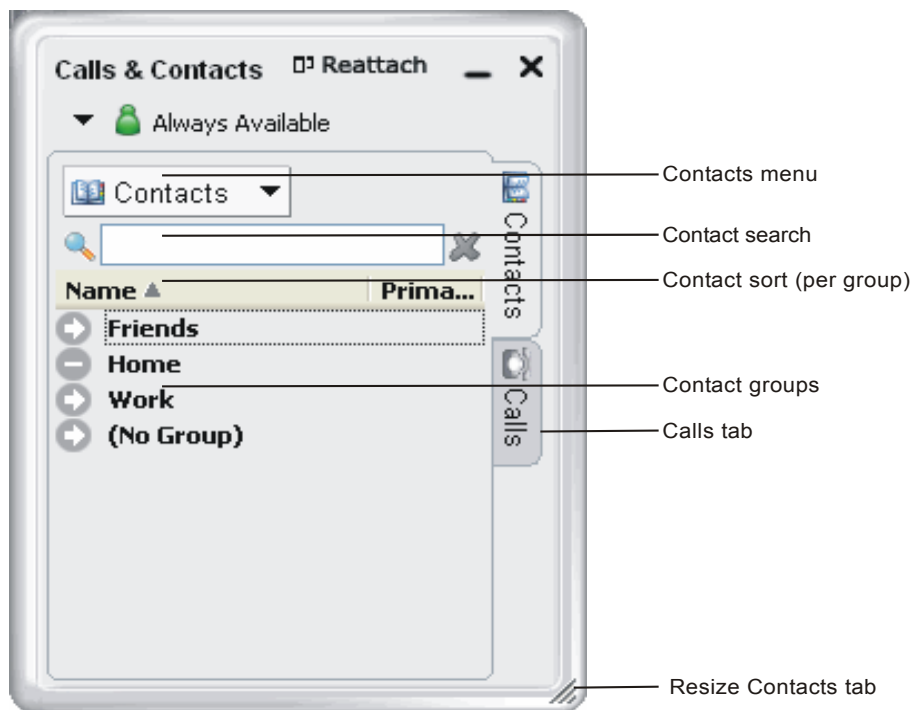 Calls & Contacts Reattach
Always Available
Contacts
Contacts menu
Contact search
Name Prima...
Contact sort (per group)
Contacts
Friends
Home
Work
(No Group)
Contact groups
Calls
Calls tab
Resize Contacts tab